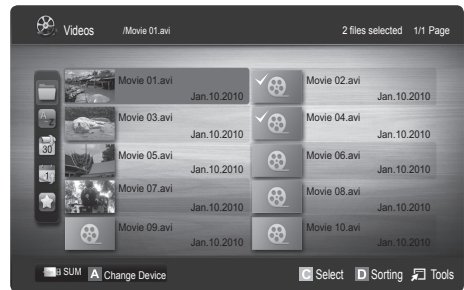 Videos /Movie 01.avi 2 files selected 1/1 Page
Movie 01.avi Movie 02.avi
Jan.10.2010 Jan.10.2010
Movie 03.avi Movie 04.avi
Jan.10.2010 Jan.10.2010
Movie 05.avi Movie 06.avi
Jan.10.2010 Jan.10.2010
Movie 07.avi Movie 08.avi
Jan.10.2010 Jan.10.2010
Movie 09.avi Movie 10.avi
Jan.10.2010 Jan.10.2010
SUM A Change Device C Select D Sorting Tools